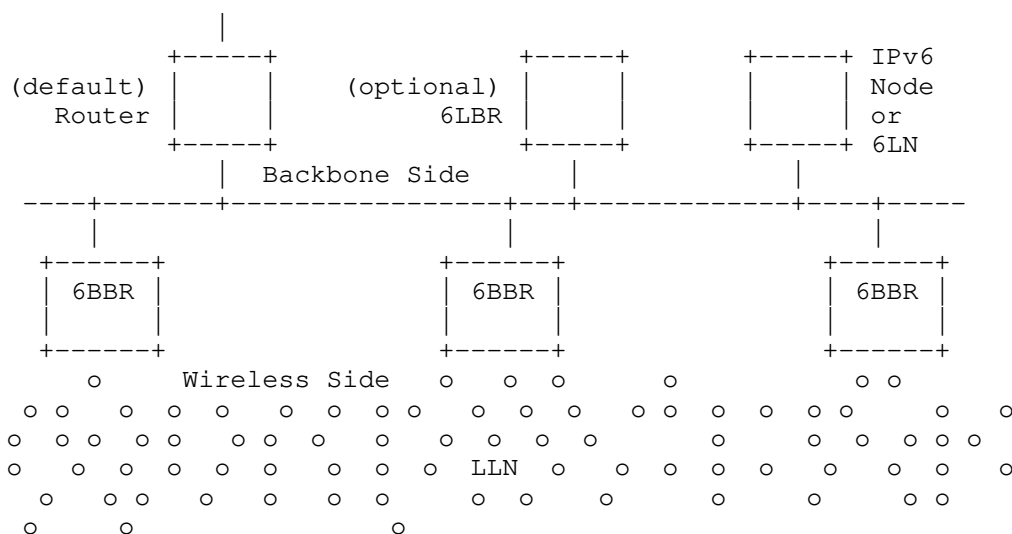 IPv6
(default) (optional) Node
Router 6LBR or
6LN
Backbone Side
6BBR 6BBR 6BBR
Wireless Side
LLN